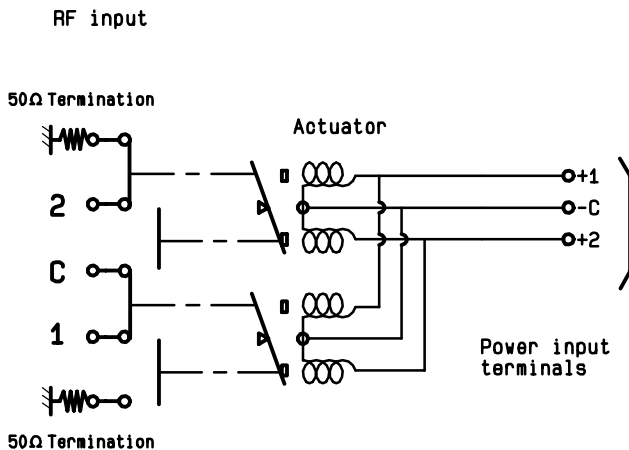 RF input
50Ω Termination
Actuator
+1
2
-C
+2
C
1
Power input
terminals
50Ω Termination